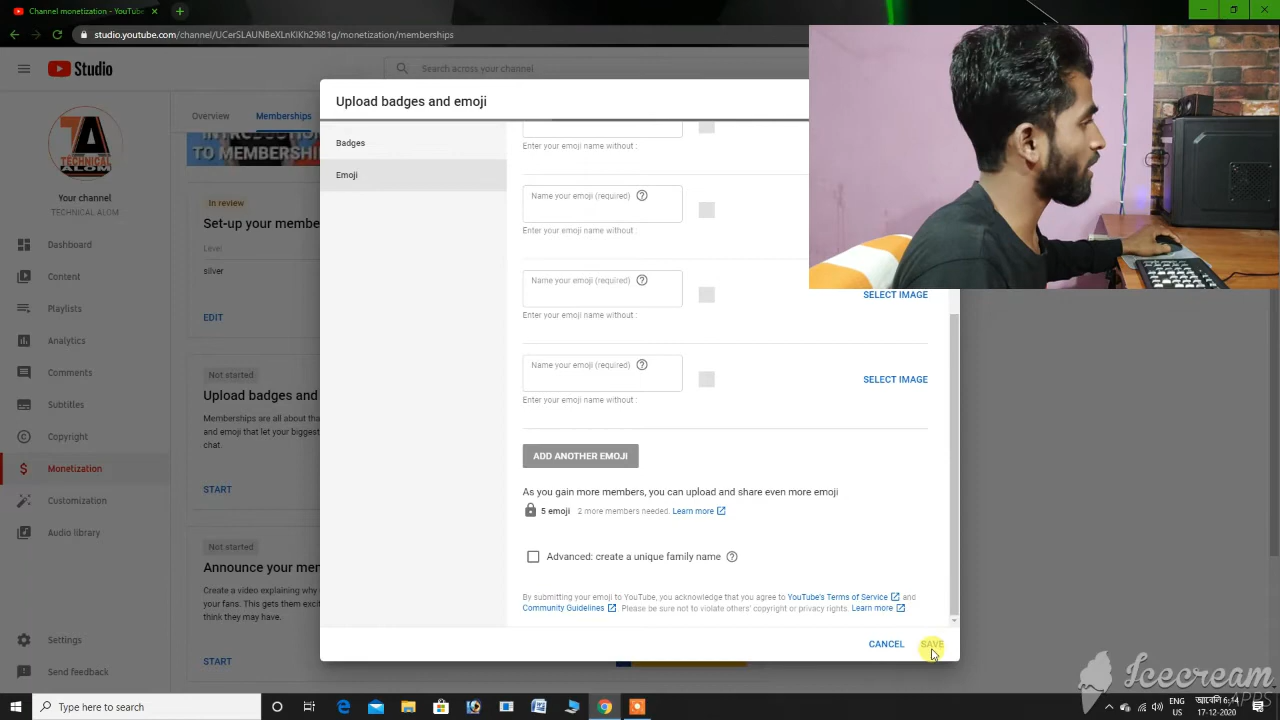 Channel monetization - YouTube
studio.youtube.com/channel/UCerSLAUNBeXLnKlKh29i81g/monetization/memberships
Studio
Search across your channel
TA
TECHNICAL
ALOM
Your channel
TECHNICAL ALOM
Dashboard
Content
Playlists
Analytics
Comments
Subtitles
Copyright
Monetization
Customization
Audio library
Settings
Send feedback
Overview
Memberships
TO MEMBERSH
In review
Set-up your member
Level
silver
EDIT
Not started
Upload badges and
Memberships are all about tha
and emoji that let your biggest
chat.
START
Not started
Announce your mem
Create a video explaining why
your fans. This gets them excit
think they may have.
START
Upload badges and emoji
Badges
Emoji
Enter your emoji name without :
Name your emoji (required)
Enter your emoji name without :
Name your emoji (required)
SELECT IMAGE
Enter your emoji name without :
Name your emoji (required)
SELECT IMAGE
Enter your emoji name without :
ADD ANOTHER EMOJI
As you gain more members, you can upload and share even more emoji
5 emoji 2 more members needed. Learn more
Advanced: create a unique family name
By submitting your emoji to YouTube, you acknowledge that you agree to YouTube's Terms of Service and
Community Guidelines Please be sure not to violate others' copyright or privacy rights. Learn more
CANCEL SAVE
Icecream
APPS
Type here to search
ENG
17-12-2020